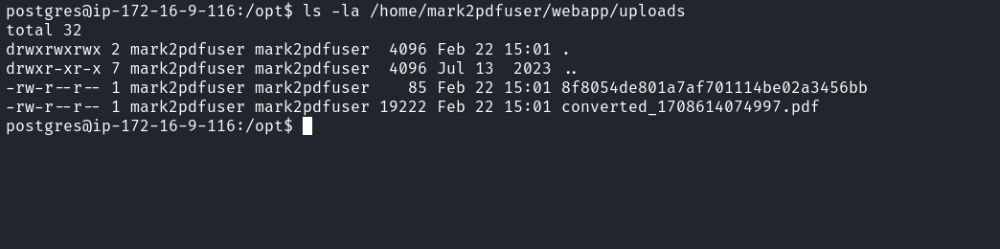 postgres@ip-172-16-9-116:/opt$ ls -la /home/mark2pdfuser/webapp/uploads
total 32
drwxrwxrwx 2 mark2pdfuser mark2pdfuser  4096 Feb 22 15:01 .
drwxr-xr-x 7 mark2pdfuser mark2pdfuser  4096 Jul 13  2023 ..
-rw-r--r-- 1 mark2pdfuser mark2pdfuser    85 Feb 22 15:01 8f8054de801a7af701114be02a3456bb
-rw-r--r-- 1 mark2pdfuser mark2pdfuser 19222 Feb 22 15:01 converted_1708614074997.pdf
postgres@ip-172-16-9-116:/opt$